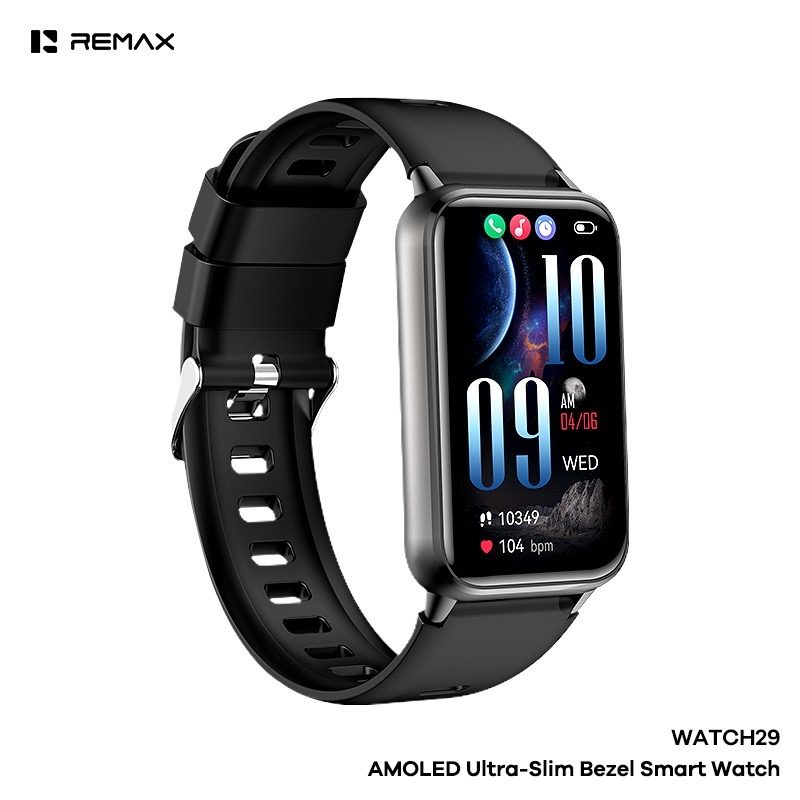 REMAX
10
09
AM
04/06
WED
10349
104 bpm
WATCH29
AMOLED Ultra-Slim Bezel Smart Watch